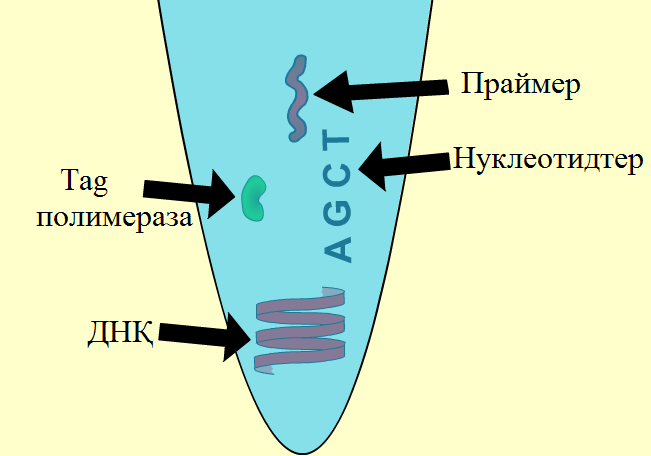 Праймер
Нуклеотидтер
AGCT
Tag
полимераза
ДНҚ